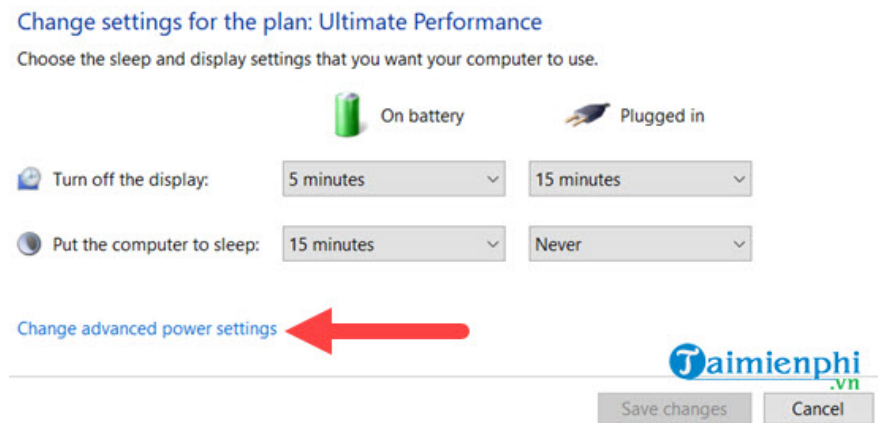 Change settings for the plan: Ultimate Performance
Choose the sleep and display settings that you want your computer to use.
On battery Plugged in
Turn off the display: 5 minutes 15 minutes
Put the computer to sleep: 15 minutes Never
Change advanced power settings
Taimienphi
.vn
Save changes Cancel